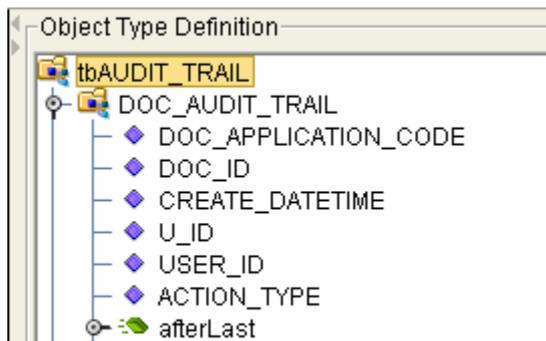 Object Type Definition
tbAUDIT_TRAIL
DOC_AUDIT_TRAIL
DOC_APPLICATION_CODE
DOC_ID
CREATE_DATETIME
U_ID
USER_ID
ACTION_TYPE
afterLast